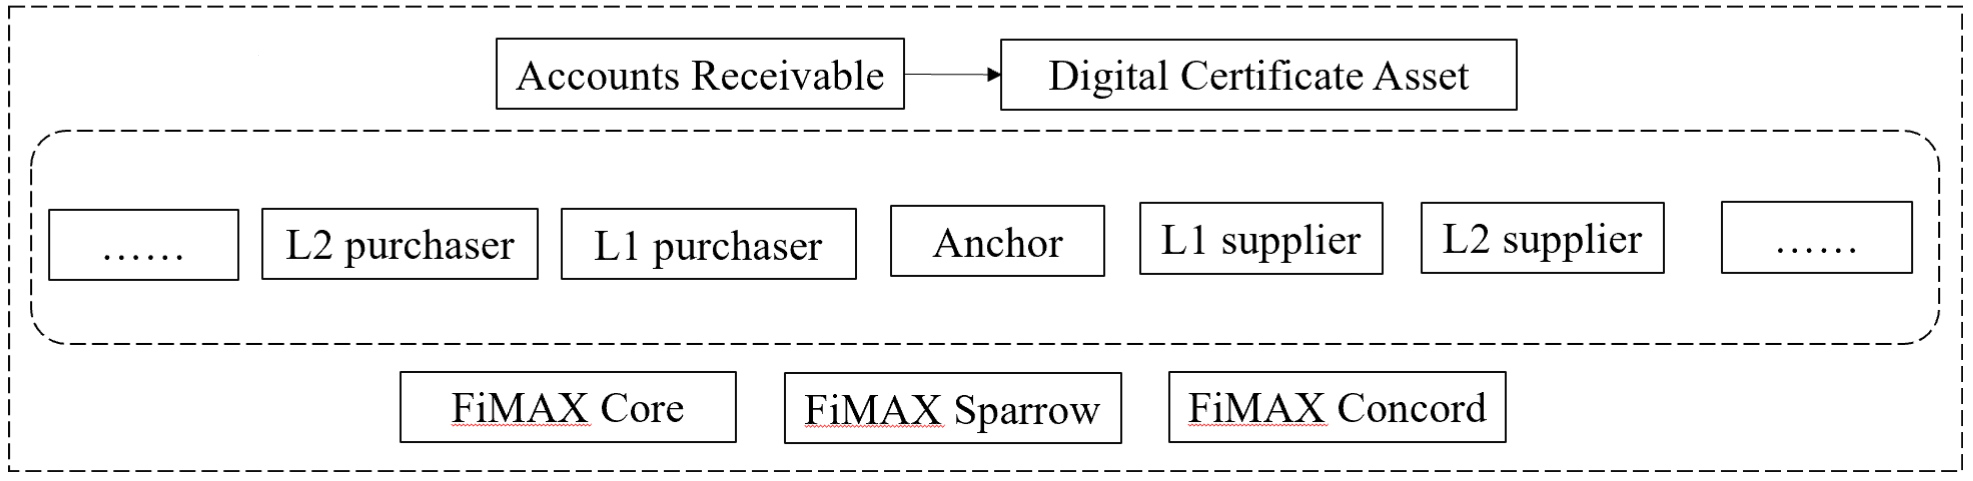 Accounts Receivable
Digital Certificate Asset
……
L2 purchaser
L1 purchaser
Anchor
L1 supplier
L2 supplier
……
FiMAX Core
FiMAX Sparrow
FiMAX Concord